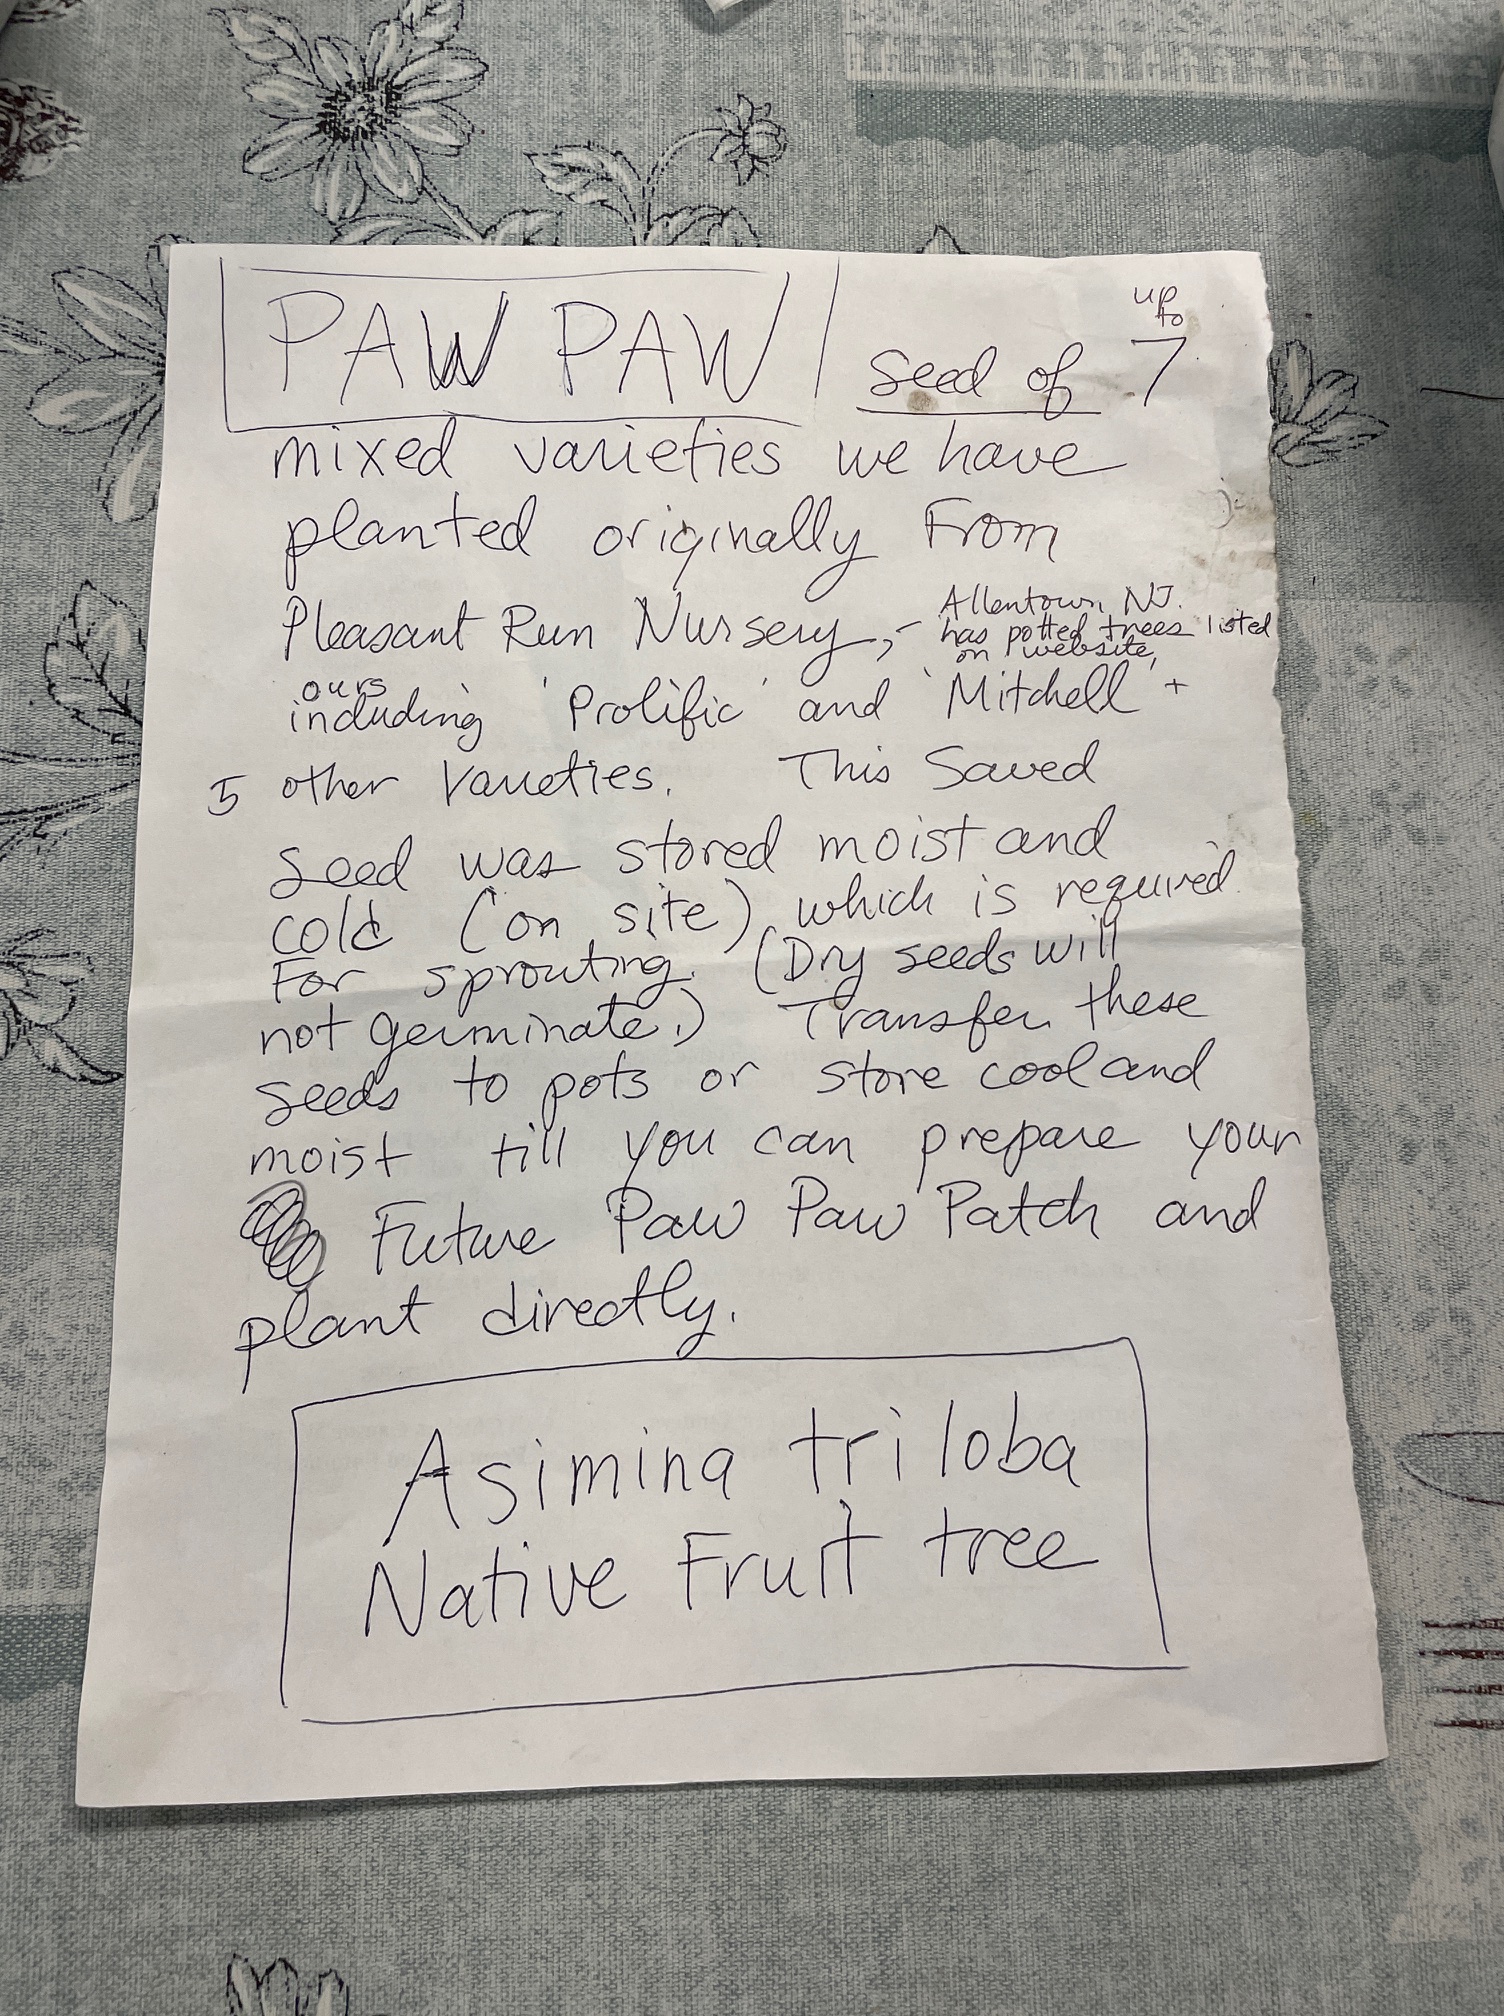 PAW PAW seed of up to 7
mixed varieties we have
planted originally From
Pleasant Run Nursery, - Allentown, NJ.
has potted trees listed
on website,
ours
including 'Prolific' and 'Mitchell' +
5 other Varieties. This Saved
Seed was stored moist and
cold (on site), which is required
For sprouting. (Dry seeds will
not germinate.) Transfer these
seeds to pots or store cool and
moist till you can prepare your
Future Paw Paw Patch and
plant directly.
Asimina triloba
Native Fruit tree